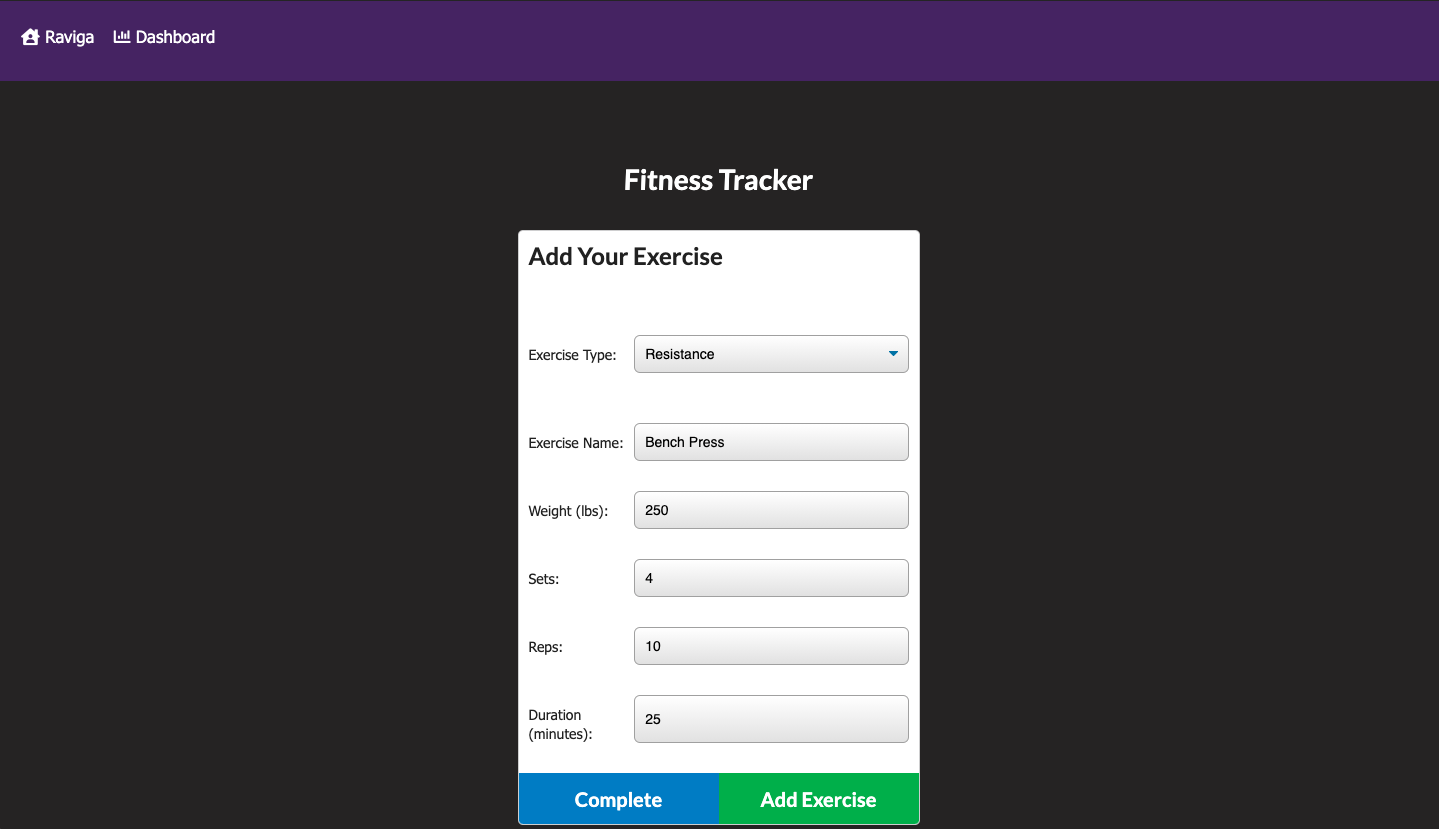 Raviga Dashboard
Fitness Tracker
Add Your Exercise
Exercise Type: Resistance
Exercise Name: Bench Press
Weight (lbs): 250
Sets: 4
Reps: 10
Duration
(minutes): 25
Complete Add Exercise